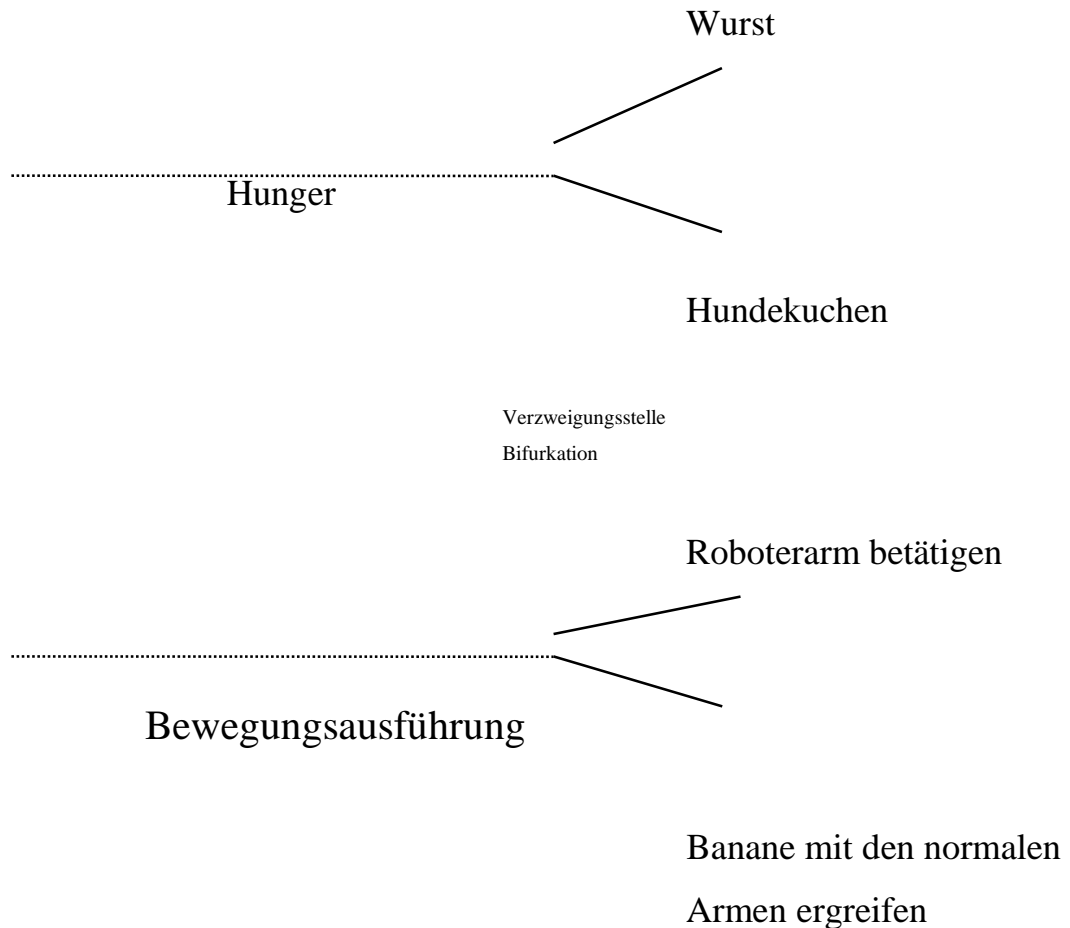 Wurst
Hunger
Hundekuchen
Verzweigungsstelle
Bifurkation
Roboterarm betätigen
Bewegungsausführung
Banane mit den normalen
Armen ergreifen